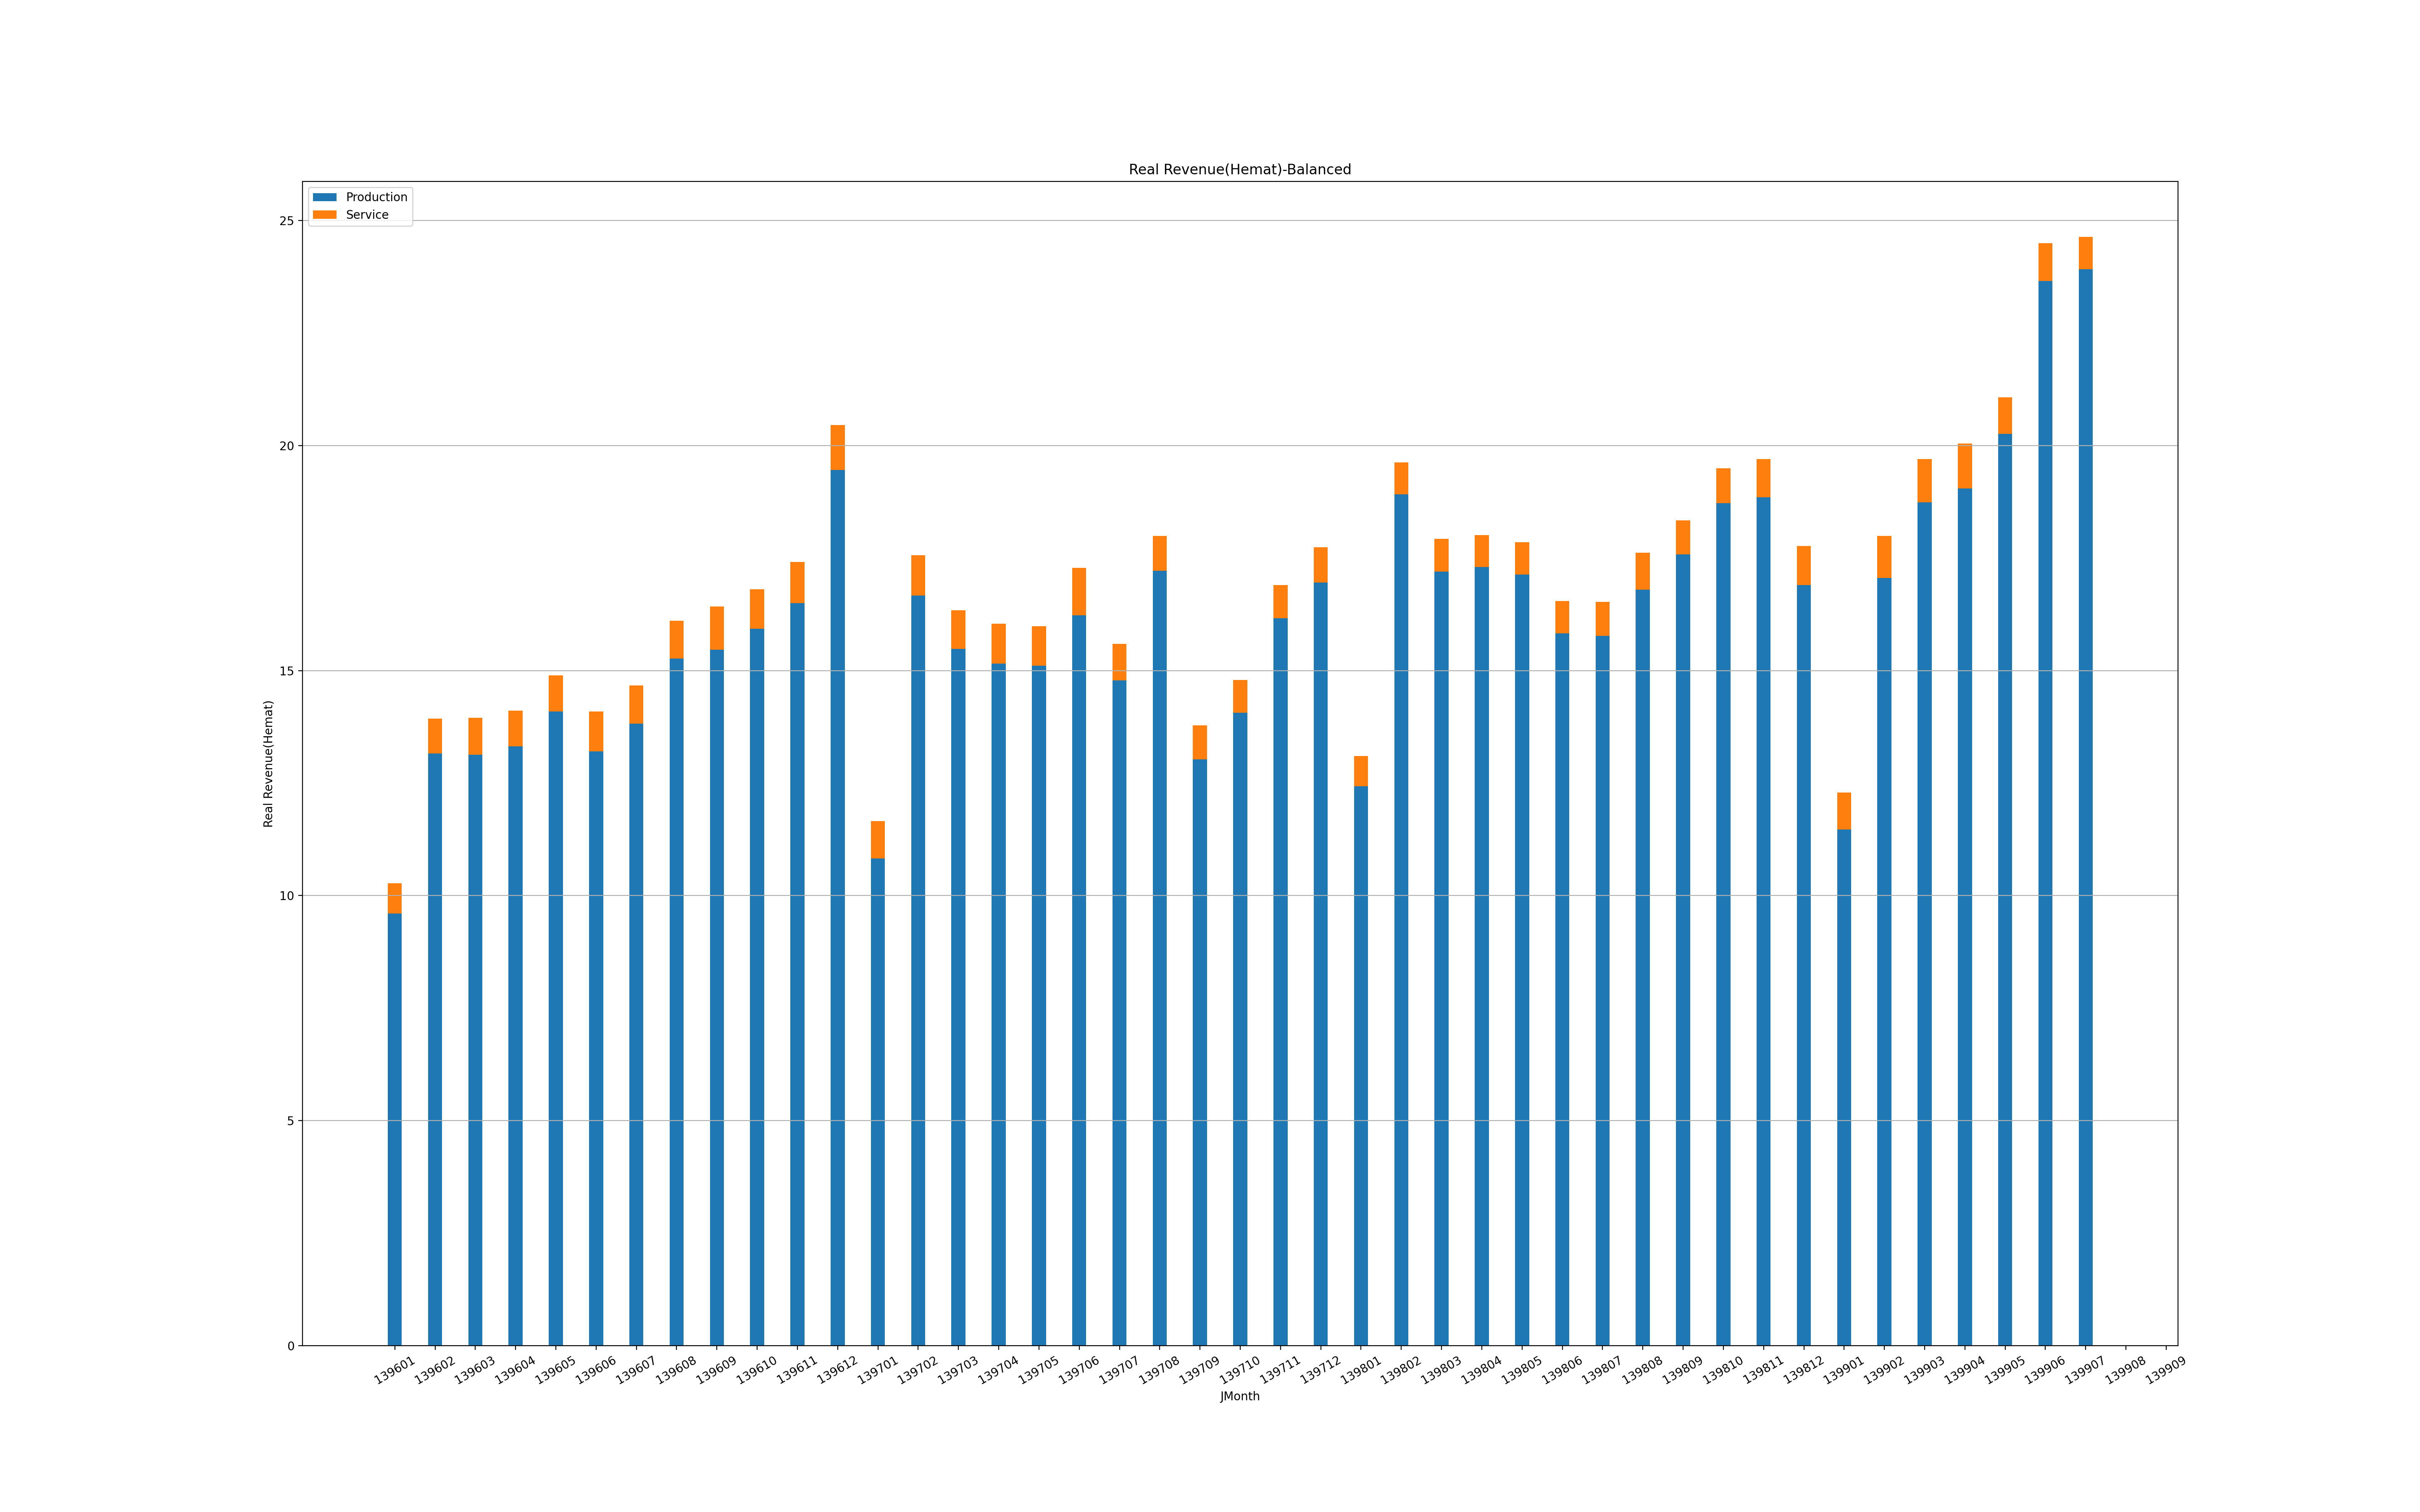 Real Revenue(Hemat)-Balanced
Production
Service
25
20
15
10
5
0
Real Revenue(Hemat)
139601 139602 139603 139604 139605 139606 139607 139608 139609 139610 139611 139612 139701 139702 139703 139704 139705 139706 139707 139708 139709 139710 139711 139712 139801 139802 139803 139804 139805 139806 139807 139808 139809 139810 139811 139812 139901 139902 139903 139904 139905 139906 139907 139908 139909
JMonth